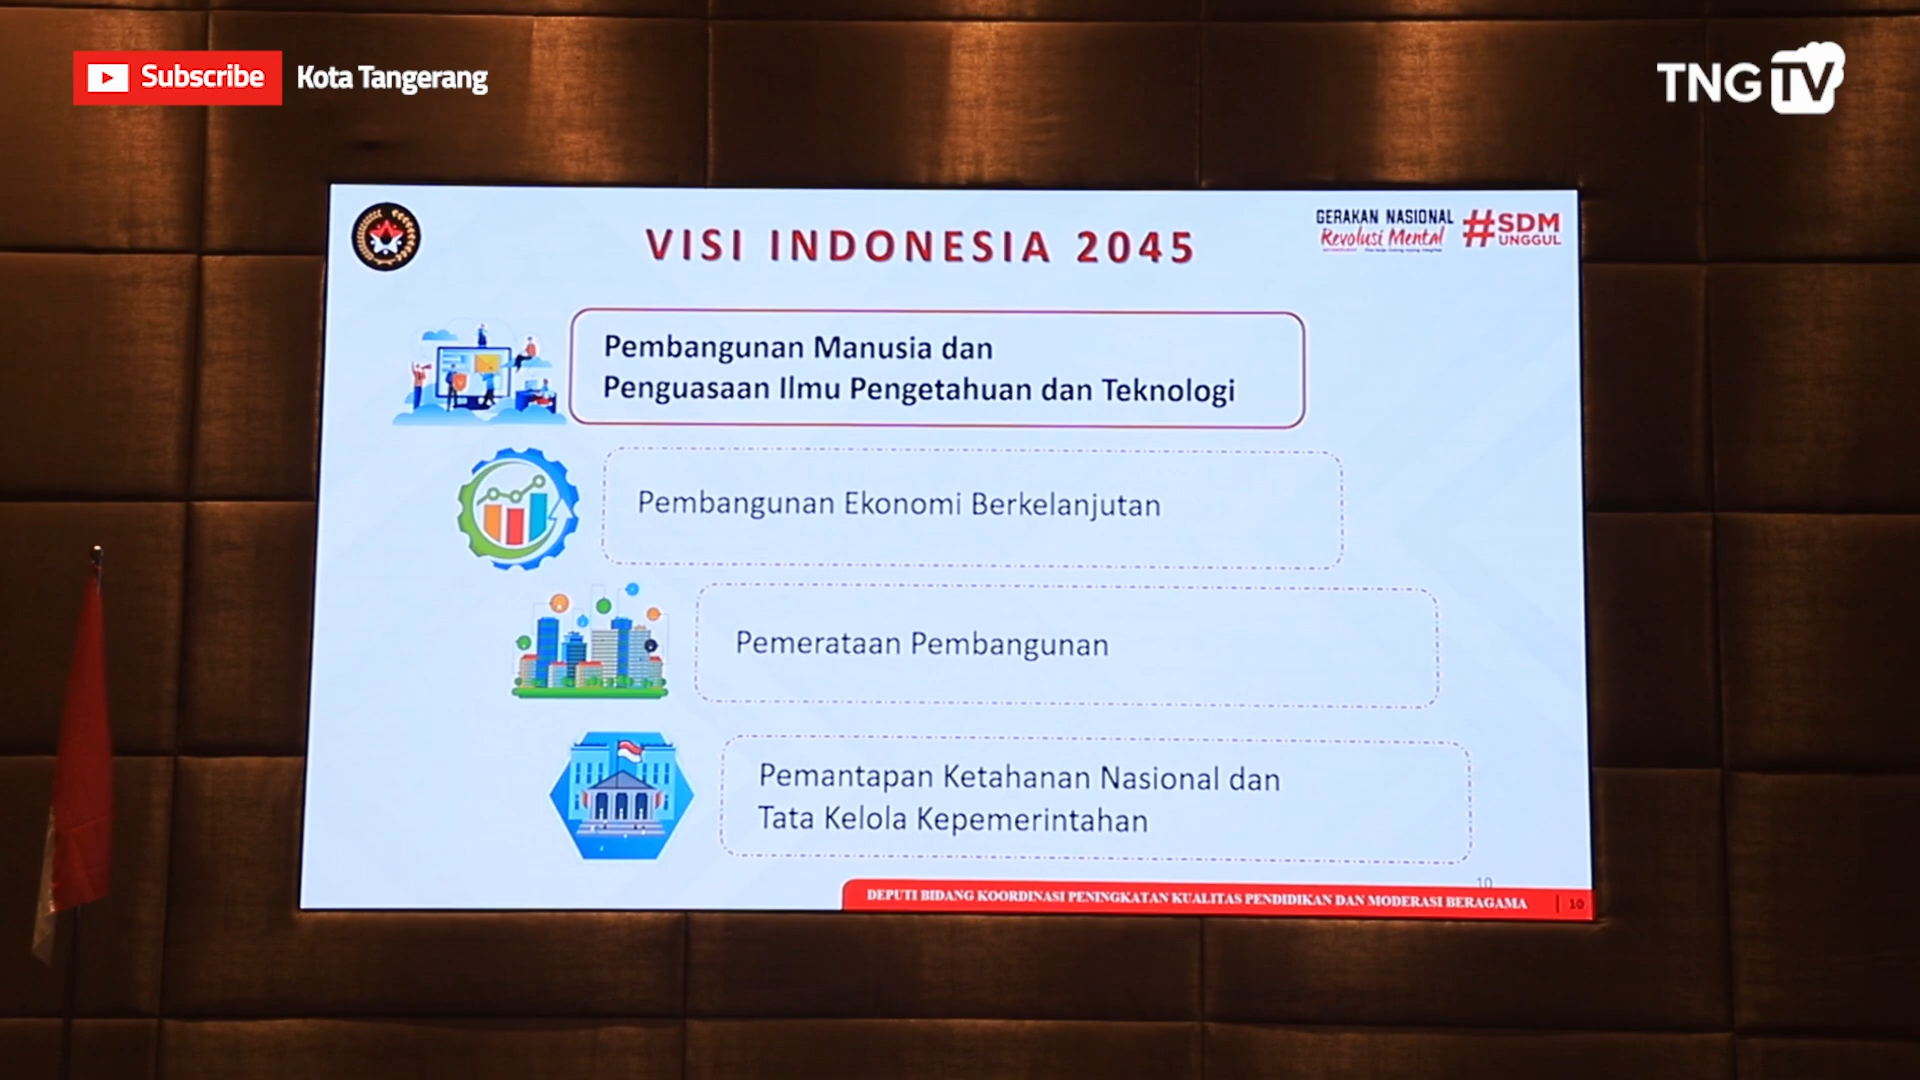 Subscribe
Kota Tangerang
TNG TV
VISI INDONESIA 2045
GERAKAN NASIONAL
Revolusi Mental
#SDM
UNGGUL
Pembangunan Manusia dan
Penguasaan Ilmu Pengetahuan dan Teknologi
Pembangunan Ekonomi Berkelanjutan
Pemerataan Pembangunan
Pemantapan Ketahanan Nasional dan
Tata Kelola Kepemerintahan
10
DEPUTI BIDANG KOORDINASI PENINGKATAN KUALITAS PENDIDIKAN DAN MODERASI BERAGAMA | 10